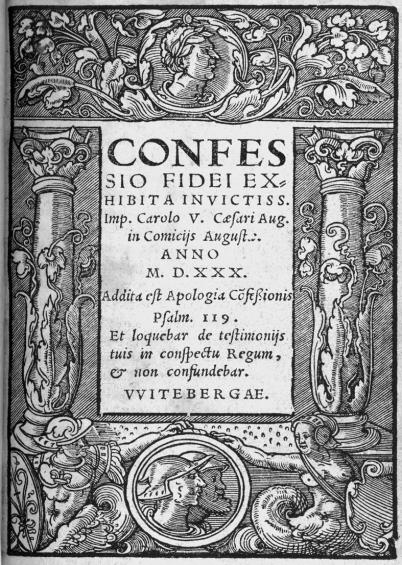 CONFES
SIO FIDEI EX⸗
HIBITA INVICTISS.
Imp. Carolo V. Cæsari Aug.
in Comicijs August.
ANNO
M. D. XXX.
Addita est Apologia Cõfeßionis
Psalm. 119.
Et loquebar de testimonijs
tuis in conspectu Regum,
& non confundebar.
VVITEBERGAE.